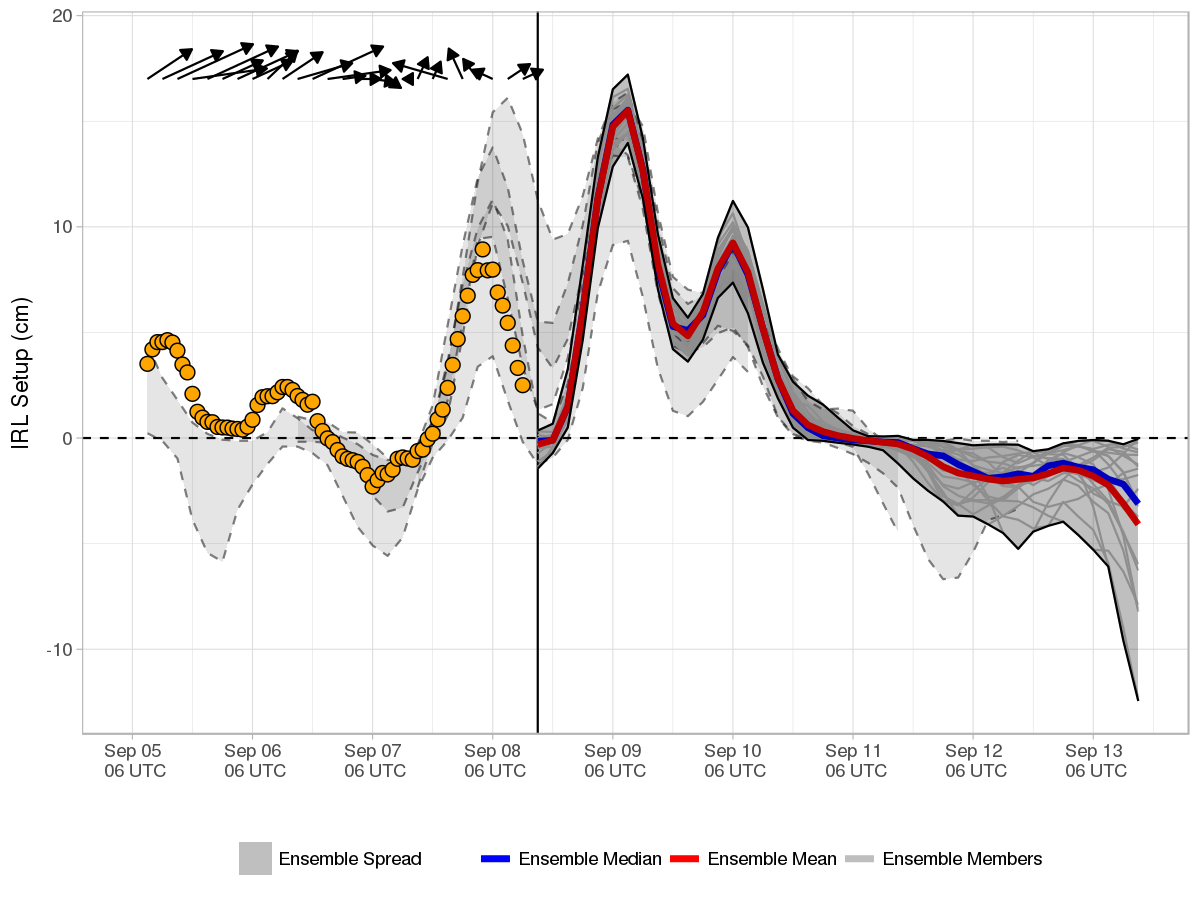 20
10
0
-10
IRL Setup (cm)
Sep 05 Sep 06 Sep 07 Sep 08 Sep 09 Sep 10 Sep 11 Sep 12 Sep 13
06 UTC 06 UTC 06 UTC 06 UTC 06 UTC 06 UTC 06 UTC 06 UTC 06 UTC
Ensemble Spread Ensemble Median Ensemble Mean Ensemble Members